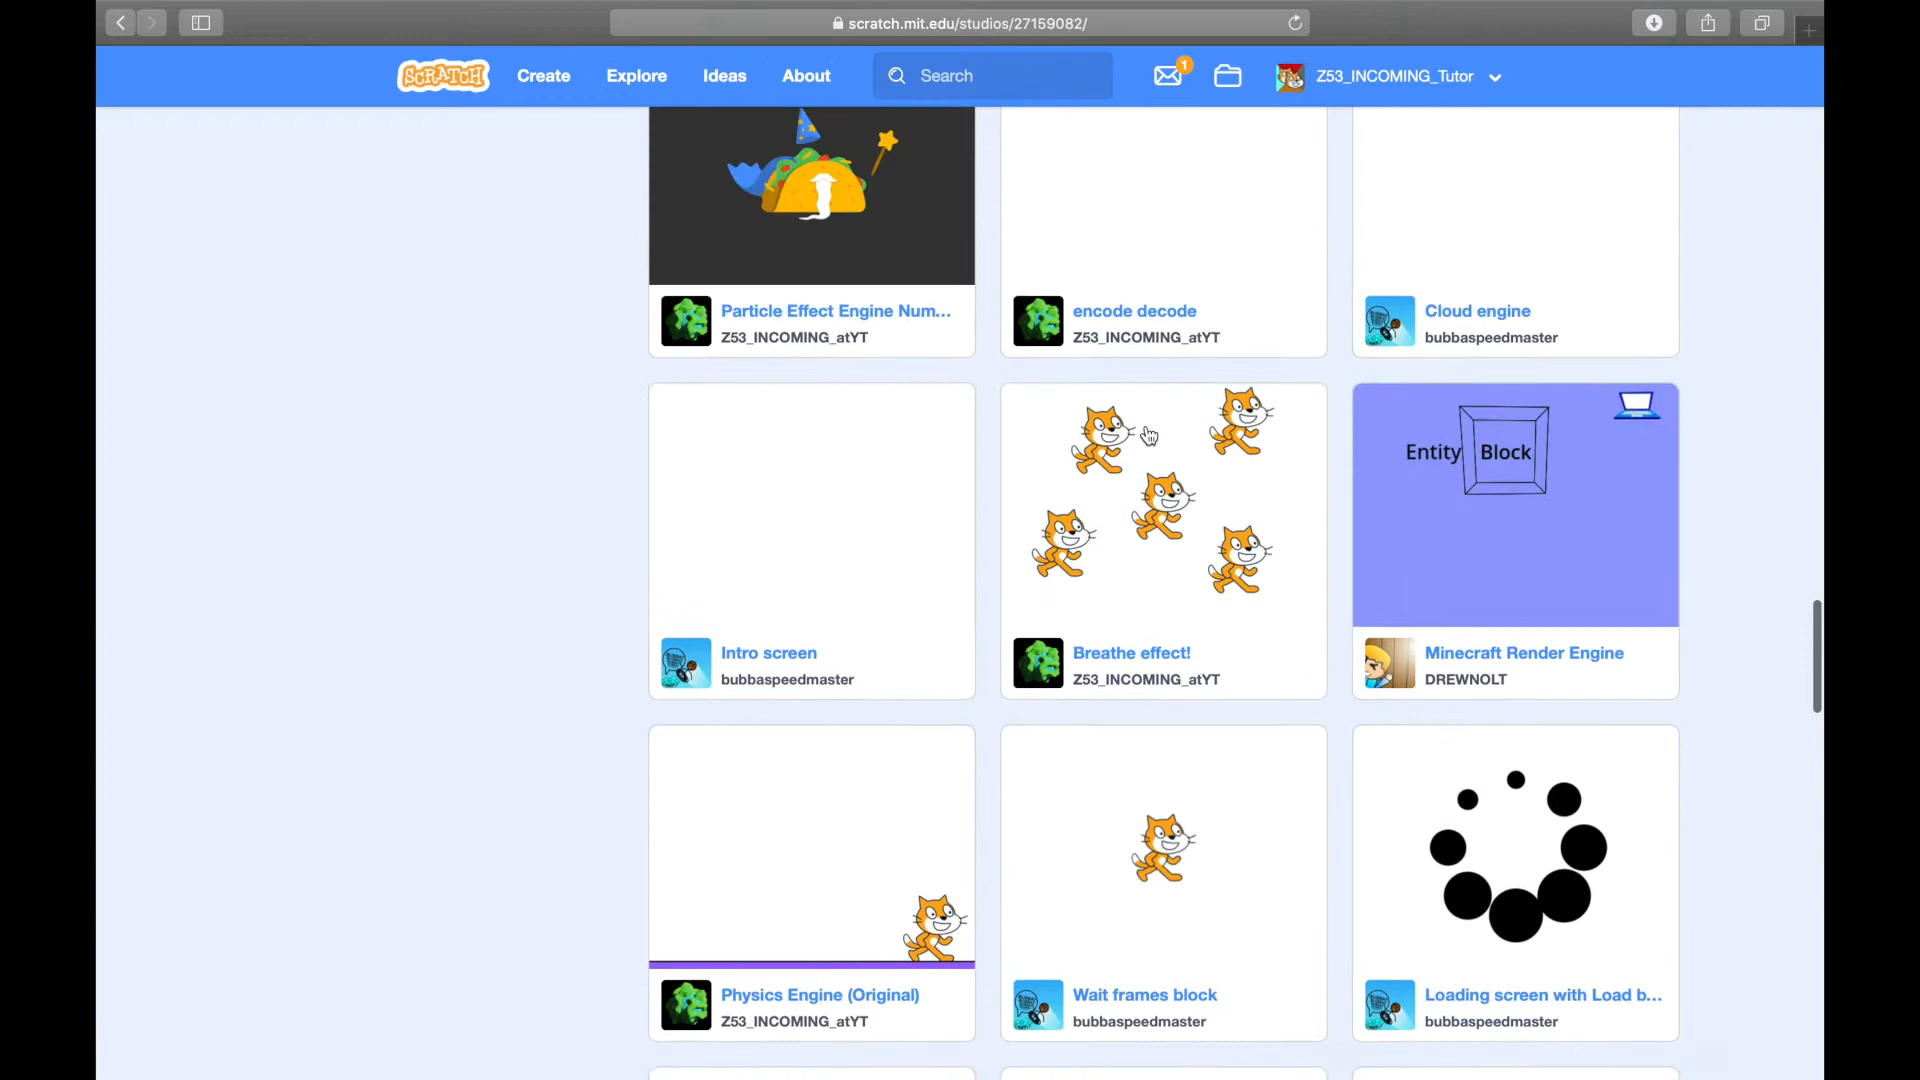 scratch.mit.edu/studios/27159082/
SCRATCH Create Explore Ideas About Search 1 Z53_INCOMING_Tutor
Particle Effect Engine Num...
Z53_INCOMING_atYT
encode decode
Z53_INCOMING_atYT
Cloud engine
bubbaspeedmaster
Entity Block
Intro screen
bubbaspeedmaster
Breathe effect!
Z53_INCOMING_atYT
Minecraft Render Engine
DREWNOLT
Physics Engine (Original)
Z53_INCOMING_atYT
Wait frames block
bubbaspeedmaster
Loading screen with Load b...
bubbaspeedmaster